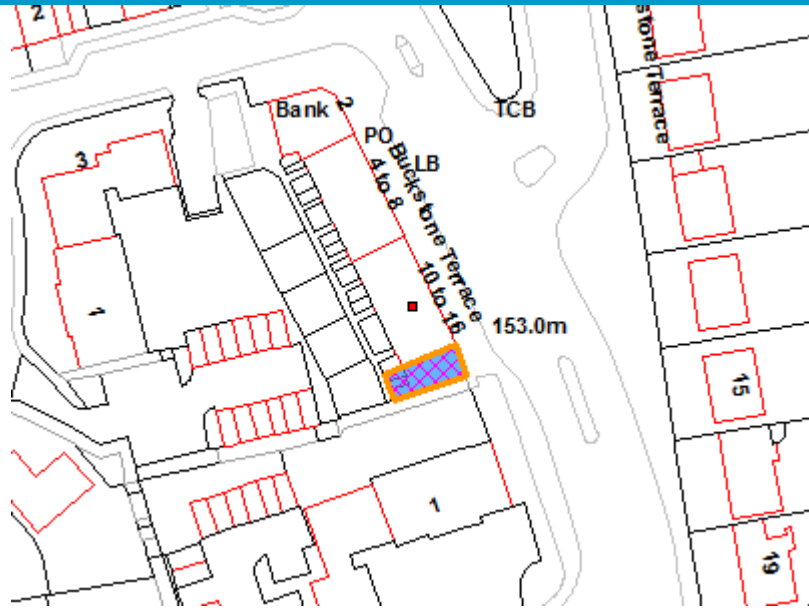 2
stone Terrace
Bank 2
TCB
PO
LB
3
4 to 8
Buckstone Terrace
10 to 16
1
153.0m
15
1
19